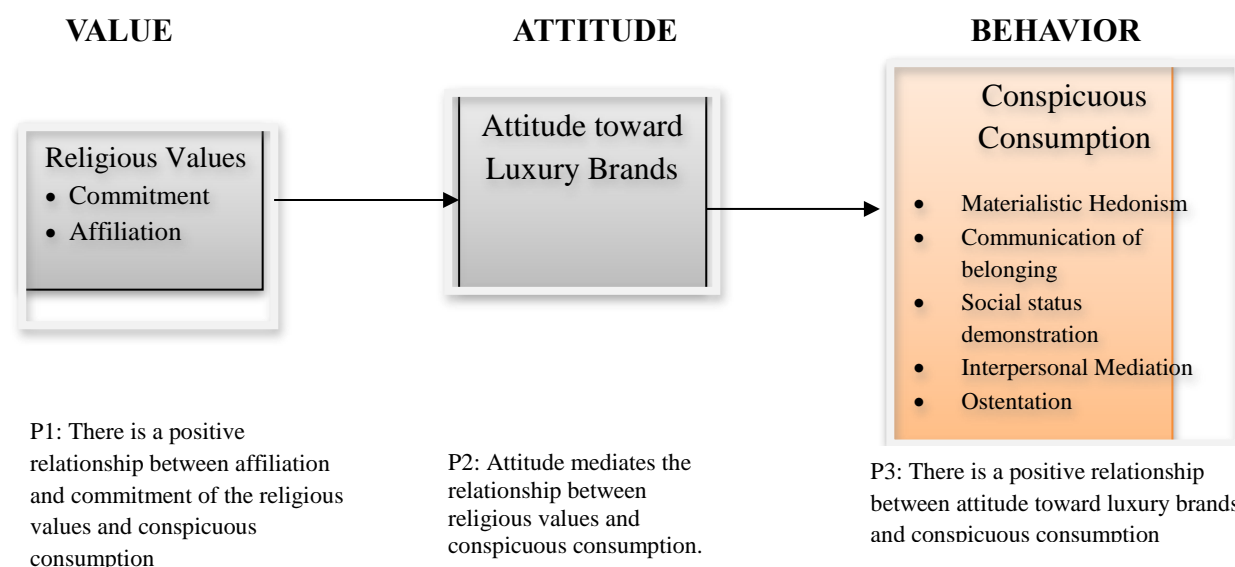 VALUE
ATTITUDE
BEHAVIOR
Religious Values
• Commitment
• Affiliation
Attitude toward
Luxury Brands
Conspicuous
Consumption
• Materialistic Hedonism
• Communication of
belonging
• Social status
demonstration
• Interpersonal Mediation
• Ostentation
P1: There is a positive
relationship between affiliation
and commitment of the religious
values and conspicuous
consumption
P2: Attitude mediates the
relationship between
religious values and
conspicuous consumption.
P3: There is a positive relationship
between attitude toward luxury brands
and conspicuous consumption